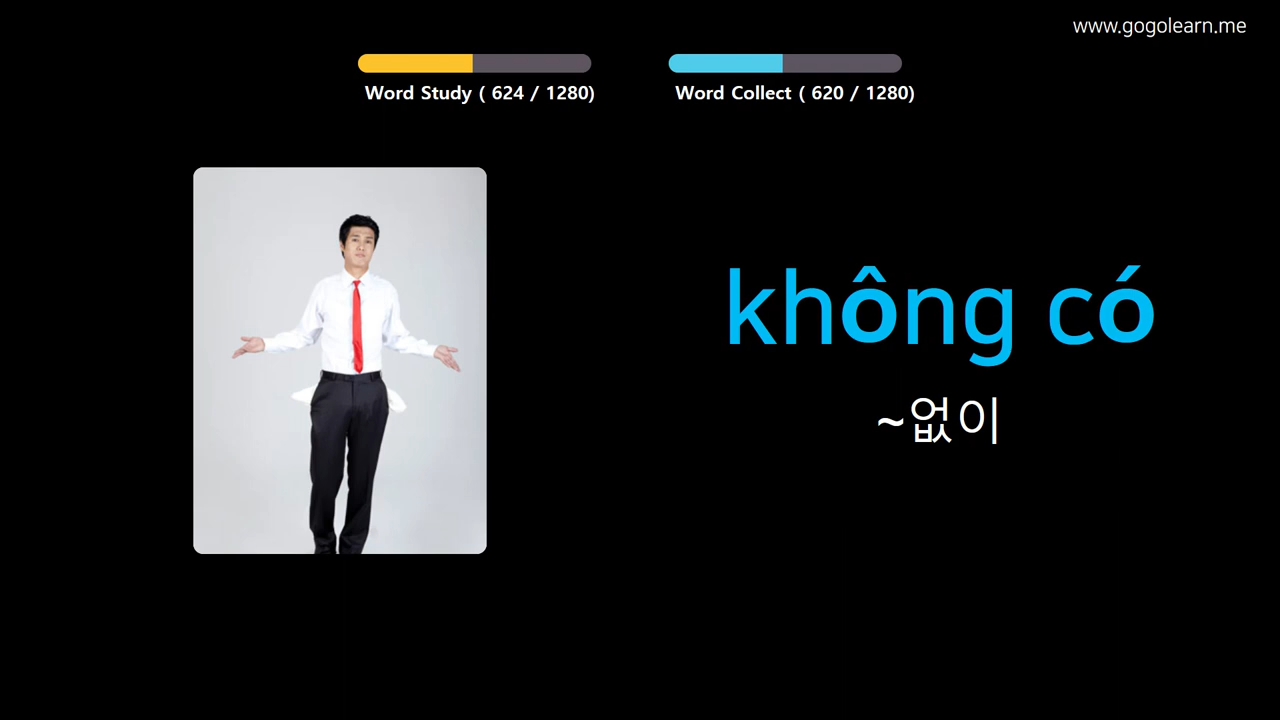 www.gogolearn.me
Word Study ( 624 / 1280)
Word Collect ( 620 / 1280)
không có
~없이